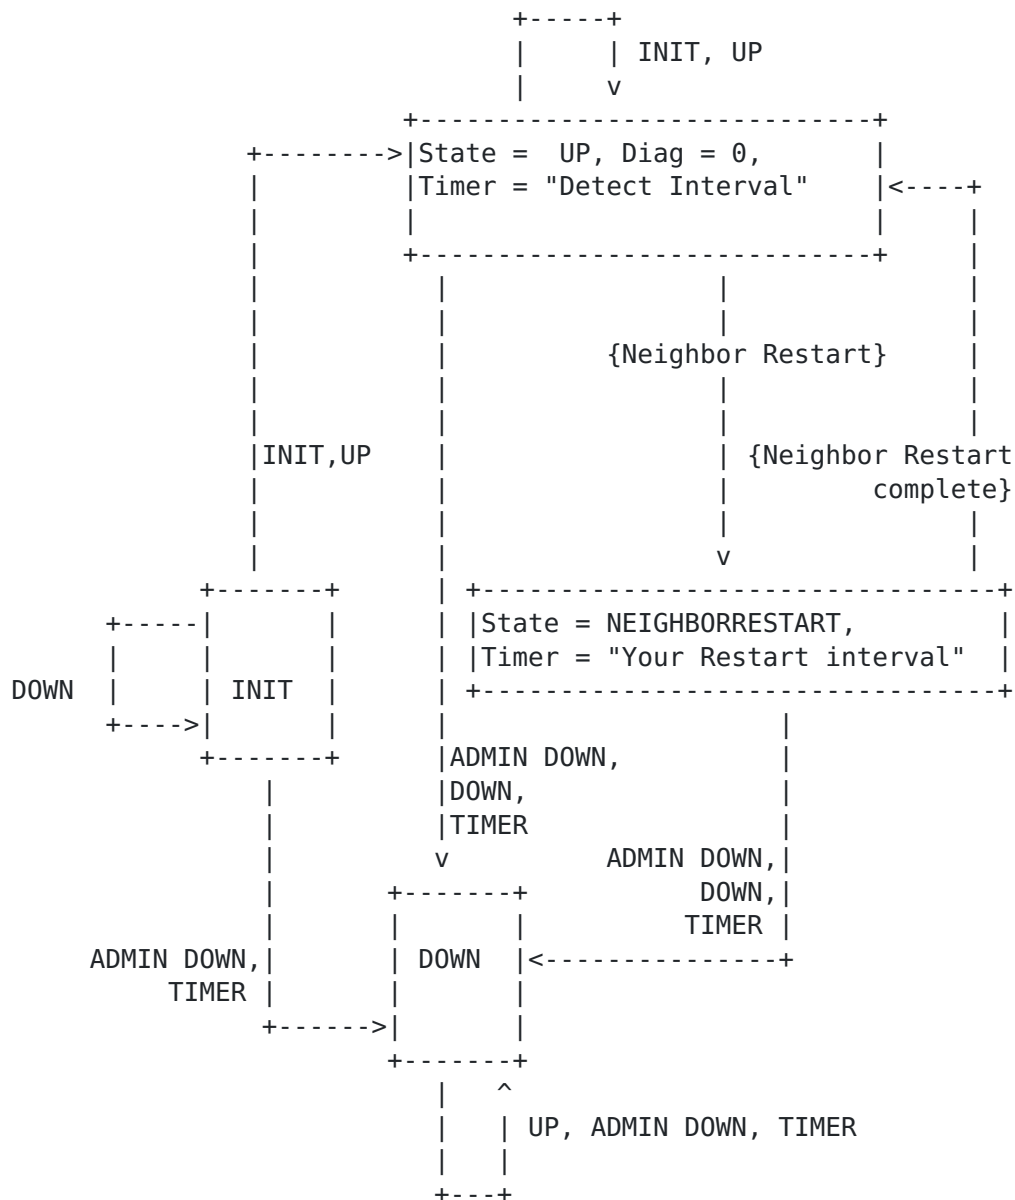 INIT, UP
State =  UP, Diag = 0,
Timer = "Detect Interval"
{Neighbor Restart}
INIT,UP
{Neighbor Restart
complete}
State = NEIGHBORRESTART,
Timer = "Your Restart interval"
DOWN
INIT
ADMIN DOWN,
DOWN,
TIMER
ADMIN DOWN,
DOWN,
TIMER
ADMIN DOWN,
TIMER
DOWN
UP, ADMIN DOWN, TIMER